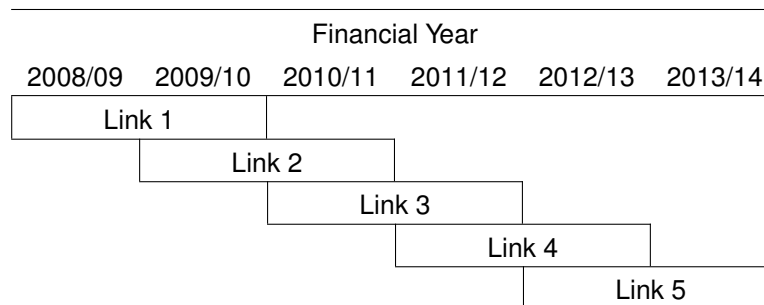 Financial Year
2008/09 2009/10 2010/11 2011/12 2012/13 2013/14
Link 1
Link 2
Link 3
Link 4
Link 5